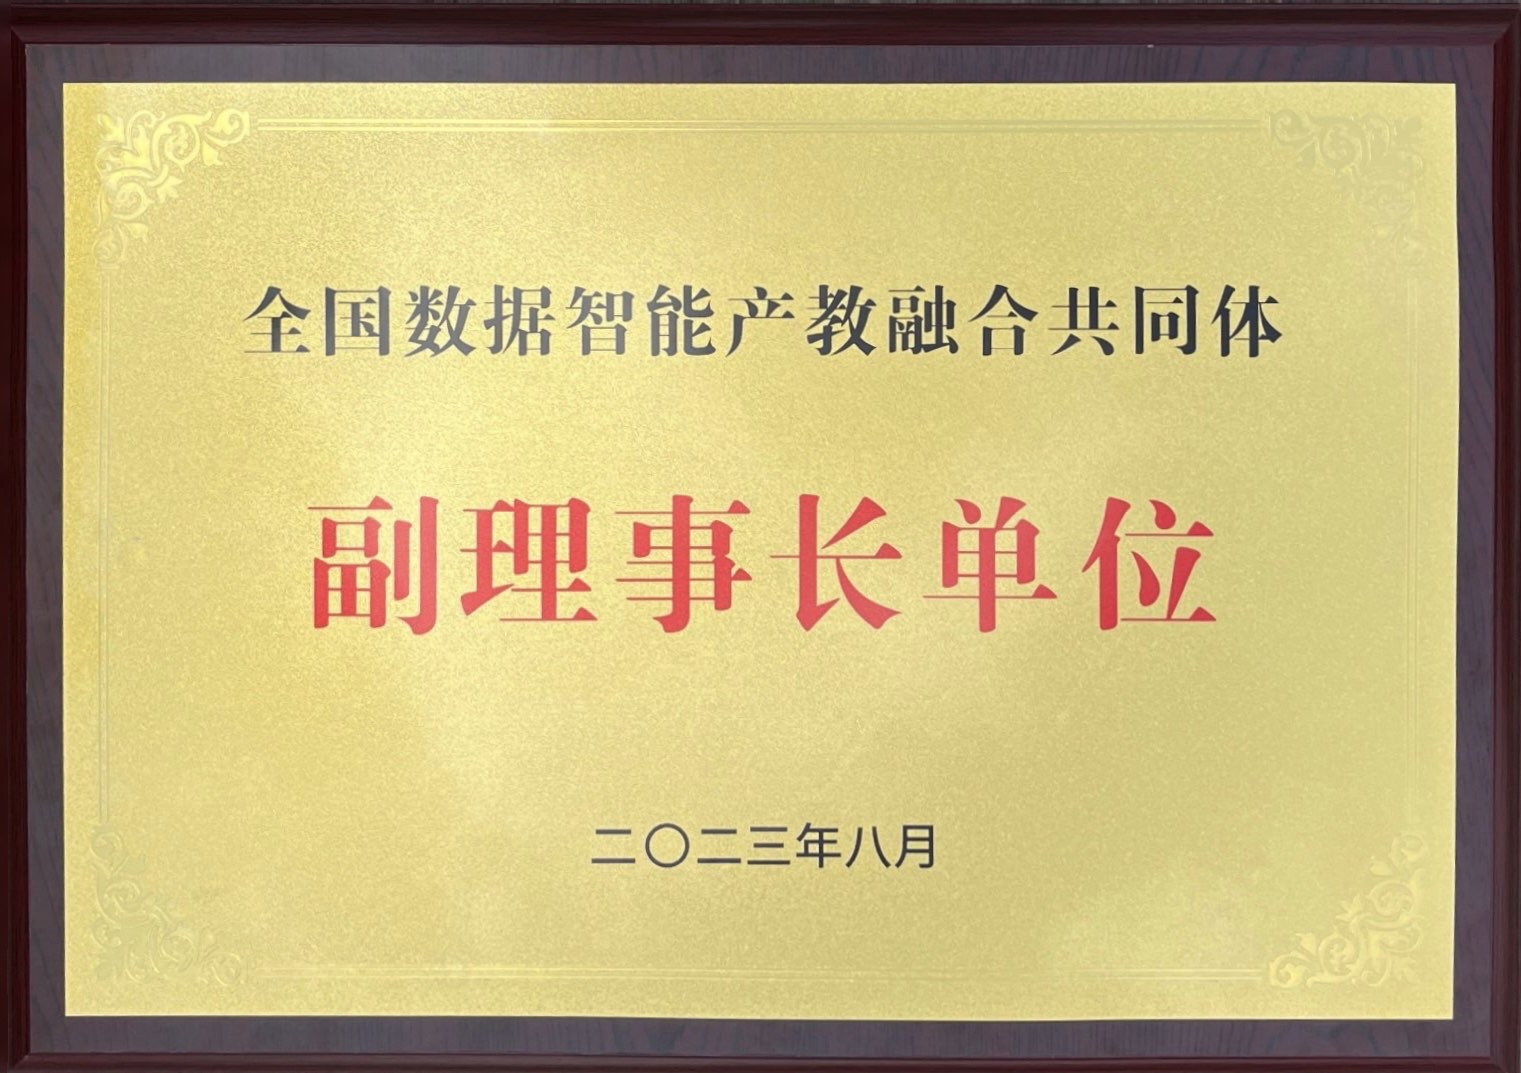 全国数据智能产教融合共同体
副理事长单位
二〇二三年八月